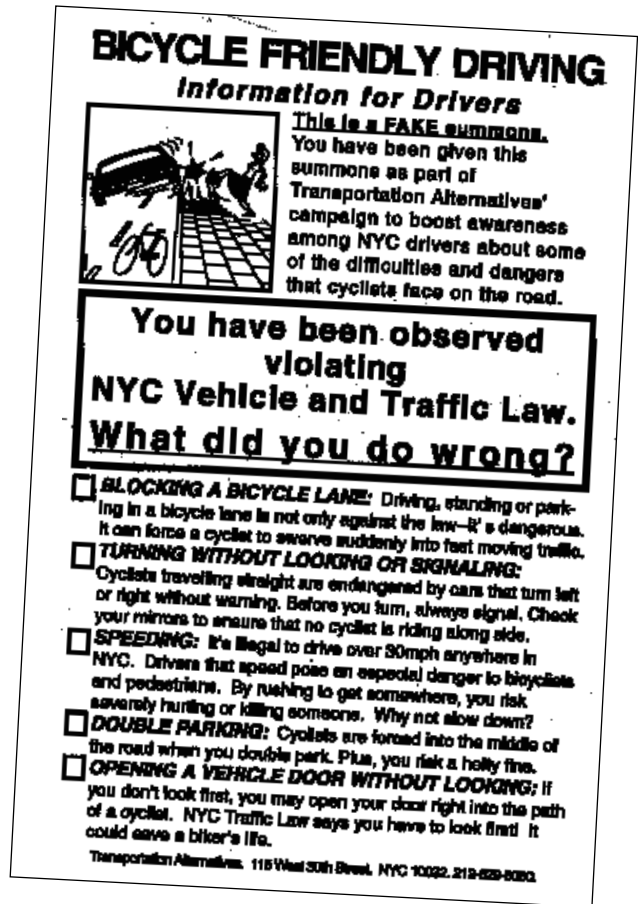 BICYCLE FRIENDLY DRIVING
Information for Drivers
This is a FAKE summons.
You have been given this
summons as part of
Transportation Alternatives'
campaign to boost awareness
among NYC drivers about some
of the difficulties and dangers
that cyclists face on the road.
You have been observed
violating
NYC Vehicle and Traffic Law.
What did you do wrong?
BLOCKING A BICYCLE LANE: Driving, standing or park-
ing in a bicycle lane is not only against the law–it's dangerous.
It can force a cyclist to swerve suddenly into fast moving traffic.
TURNING WITHOUT LOOKING OR SIGNALING:
Cyclists travelling straight are endangered by cars that turn left
or right without warning. Before you turn, always signal. Check
your mirrors to ensure that no cyclist is riding along side.
SPEEDING: It's illegal to drive over 30mph anywhere in
NYC. Drivers that speed pose an especial danger to bicyclists
and pedestrians. By rushing to get somewhere, you risk
severely hurting or killing someone. Why not slow down?
DOUBLE PARKING: Cyclists are forced into the middle of
the road when you double park. Plus, you risk a hefty fine.
OPENING A VEHICLE DOOR WITHOUT LOOKING: If
you don't look first, you may open your door right into the path
of a cyclist. NYC Traffic Law says you have to look first! It
could save a biker's life.
Transportation Alternatives. 115 West 30th Street, NYC